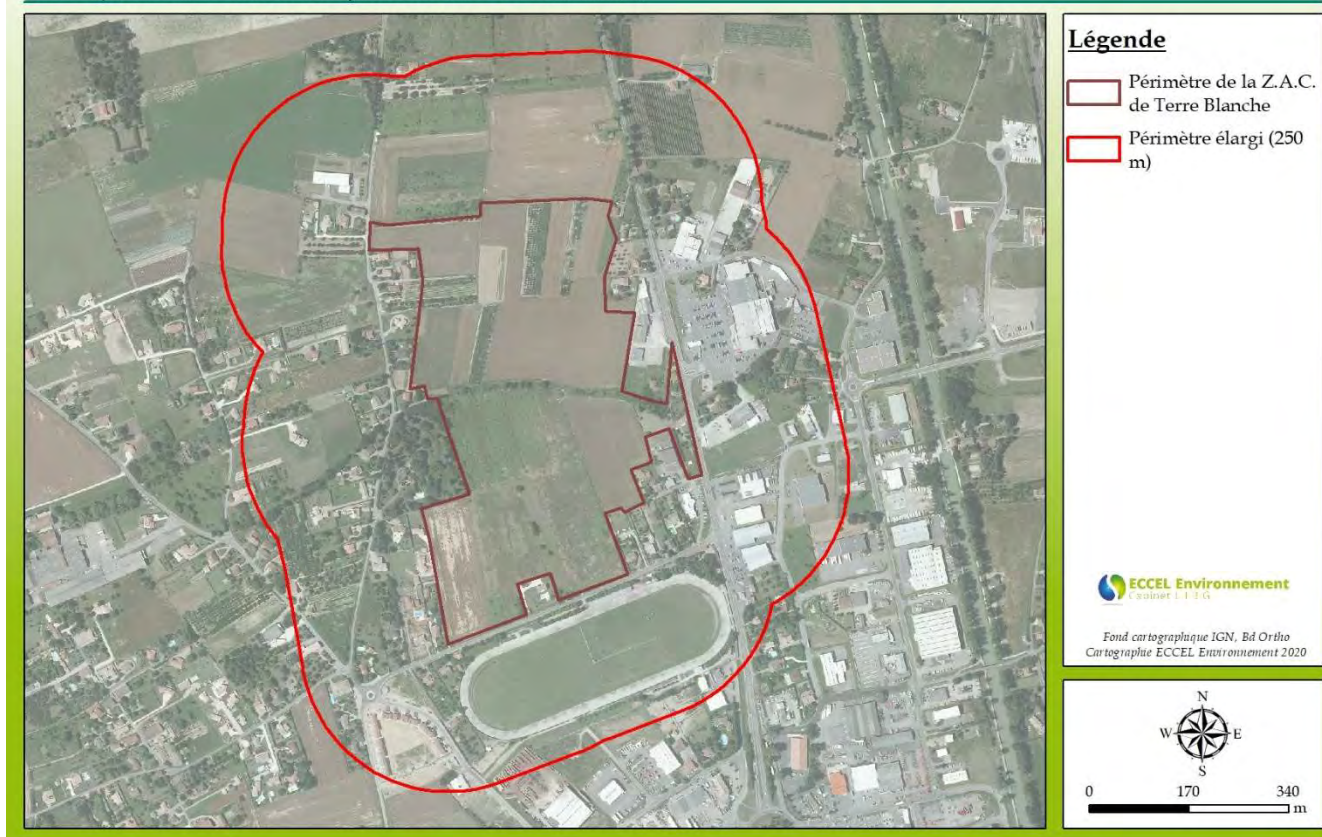 Légende
Périmètre de la Z.A.C.
de Terre Blanche
Périmètre élargi (250
m)
ECCEL Environnement
Cabinet
Fond cartographique IGN, Bd Ortho
Cartographie ECCEL Environnement 2020
N
W E
S
0 170 340
m